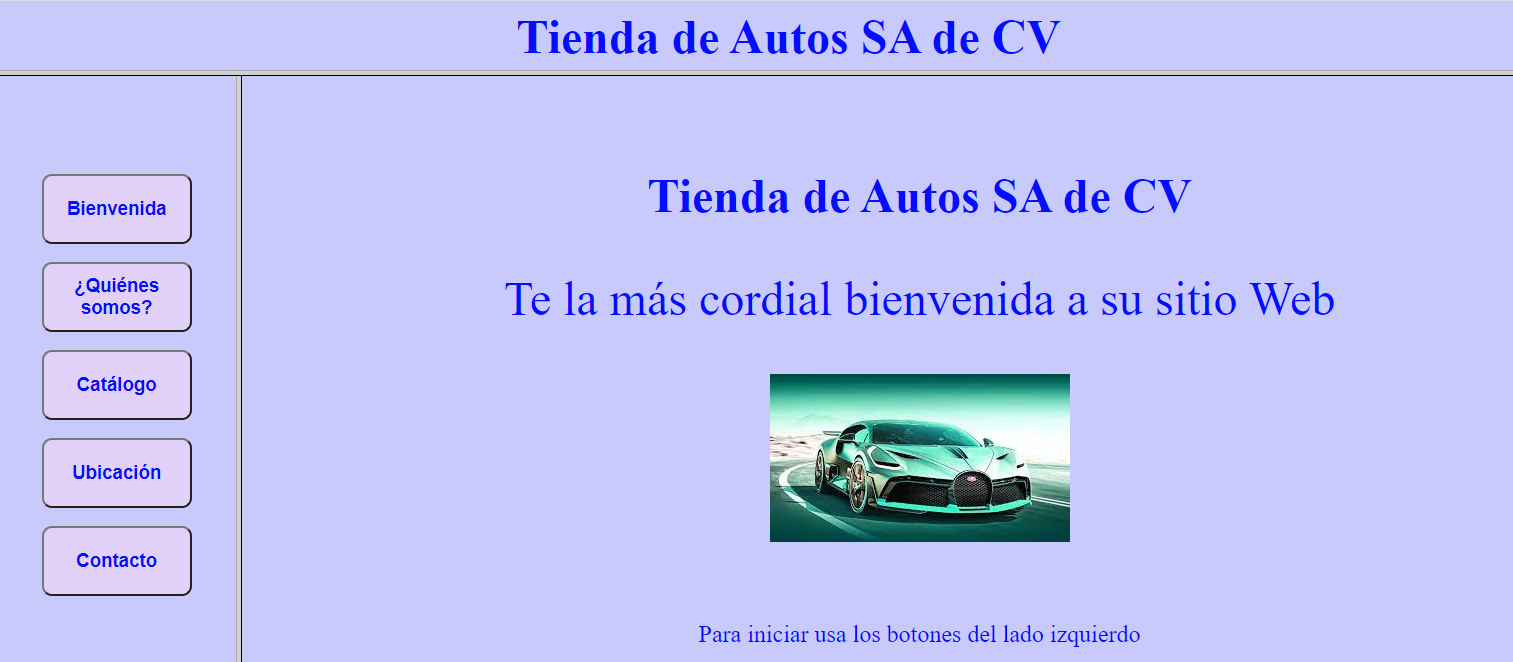 Tienda de Autos SA de CV
Bienvenida
¿Quiénes
somos?
Catálogo
Ubicación
Contacto
Tienda de Autos SA de CV
Te la más cordial bienvenida a su sitio Web
Para iniciar usa los botones del lado izquierdo